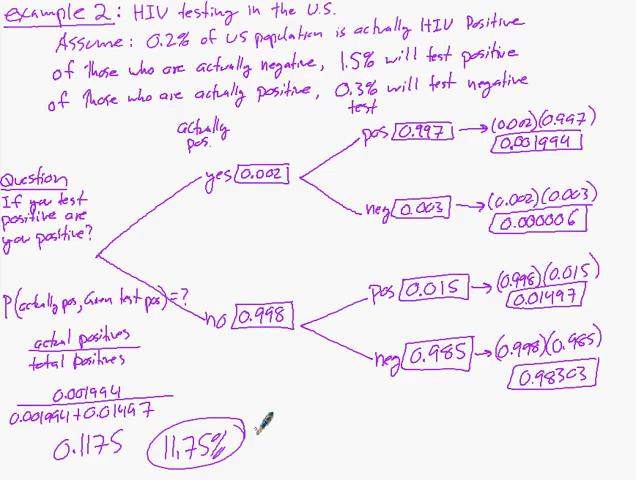 example 2: HIV testing in the U.S.
Assume: 0.2% of US population is actually HIV Positive
of those who are actually negative, 1.5% will test positive
of those who are actually positive, 0.3% will test negative
test
actually
pos.
pos 0.997 → (0.002)(0.997)
0.001994
yes 0.002
neg 0.003 → (0.002)(0.003)
0.000006
Question
If you test
positive are
you positive?
pos 0.015 → (0.998)(0.015)
0.01497
P(actually pos, Given test pos) = ?
no 0.998
neg 0.985 → (0.998)(0.985)
0.98303
actual positives
total positives
0.001994
0.001994+0.01497
0.1175 11.75%